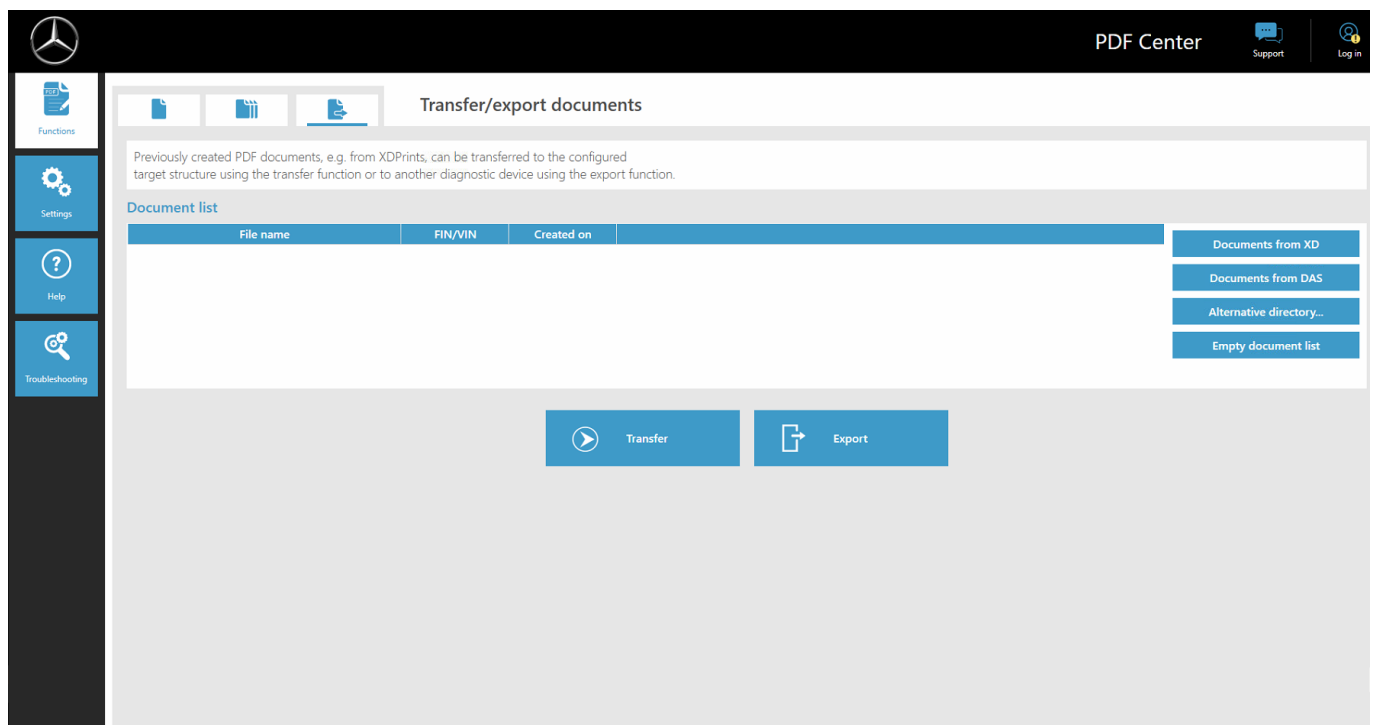 PDF Center
Support
Log in
PDF
Functions
Transfer/export documents
Previously created PDF documents, e.g. from XDPrints, can be transferred to the configured
target structure using the transfer function or to another diagnostic device using the export function.
Settings
Document list
File name FIN/VIN Created on
Documents from XD
Documents from DAS
Alternative directory...
Empty document list
?
Help
Troubleshooting
Transfer
Export